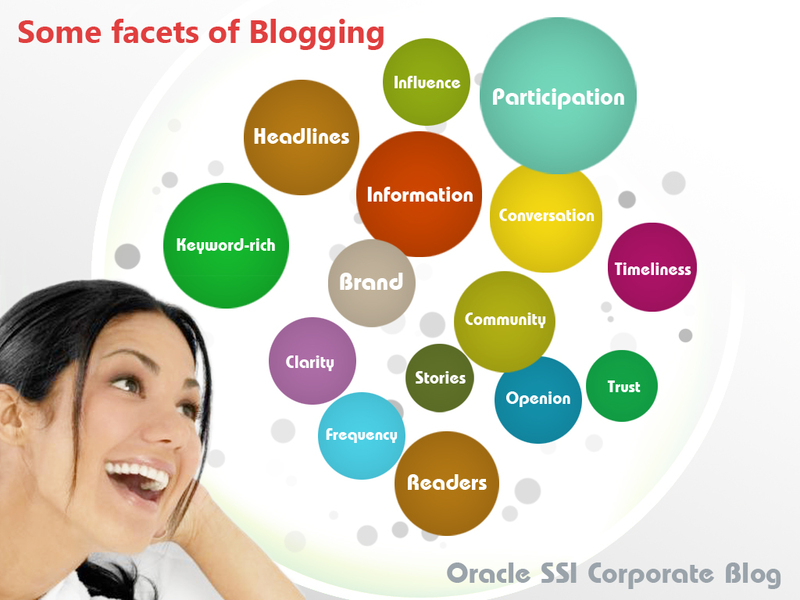 Some facets of Blogging
Influence
Participation
Headlines
Information
Conversation
Keyword-rich
Timeliness
Brand
Community
Clarity
Stories
Trust
Openion
Frequency
Readers
Oracle SSI Corporate Blog